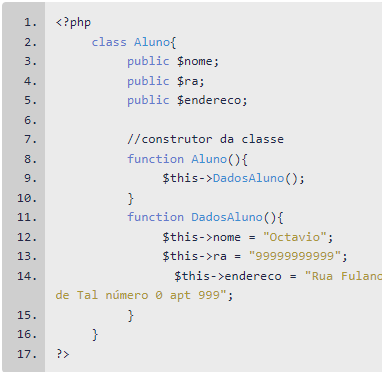 1. <?php
2. class Aluno{
3. public $nome;
4. public $ra;
5. public $endereco;
6.
7. //construtor da classe
8. function Aluno(){
9. $this->DadosAluno();
10. }
11. function DadosAluno(){
12. $this->nome = "Octavio";
13. $this->ra = "99999999999";
14. $this->endereco = "Rua Fulano
de Tal número 0 apt 999";
15. }
16. }
17. ?>